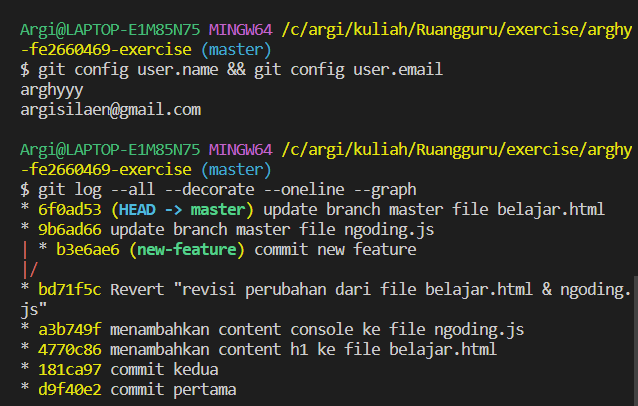 Argi@LAPTOP-E1M85N75 MINGW64 /c/argi/kuliah/Ruangguru/exercise/arghy
-fe2660469-exercise (master)
$ git config user.name && git config user.email
arghyyy
argisilaen@gmail.com

Argi@LAPTOP-E1M85N75 MINGW64 /c/argi/kuliah/Ruangguru/exercise/arghy
-fe2660469-exercise (master)
$ git log --all --decorate --oneline --graph
* 6f0ad53 (HEAD -> master) update branch master file belajar.html
* 9b6ad66 update branch master file ngoding.js
| * b3e6ae6 (new-feature) commit new feature
|/
* bd71f5c Revert "revisi perubahan dari file belajar.html & ngoding.
js"
* a3b749f menambahkan content console ke file ngoding.js
* 4770c86 menambahkan content h1 ke file belajar.html
* 181ca97 commit kedua
* d9f40e2 commit pertama